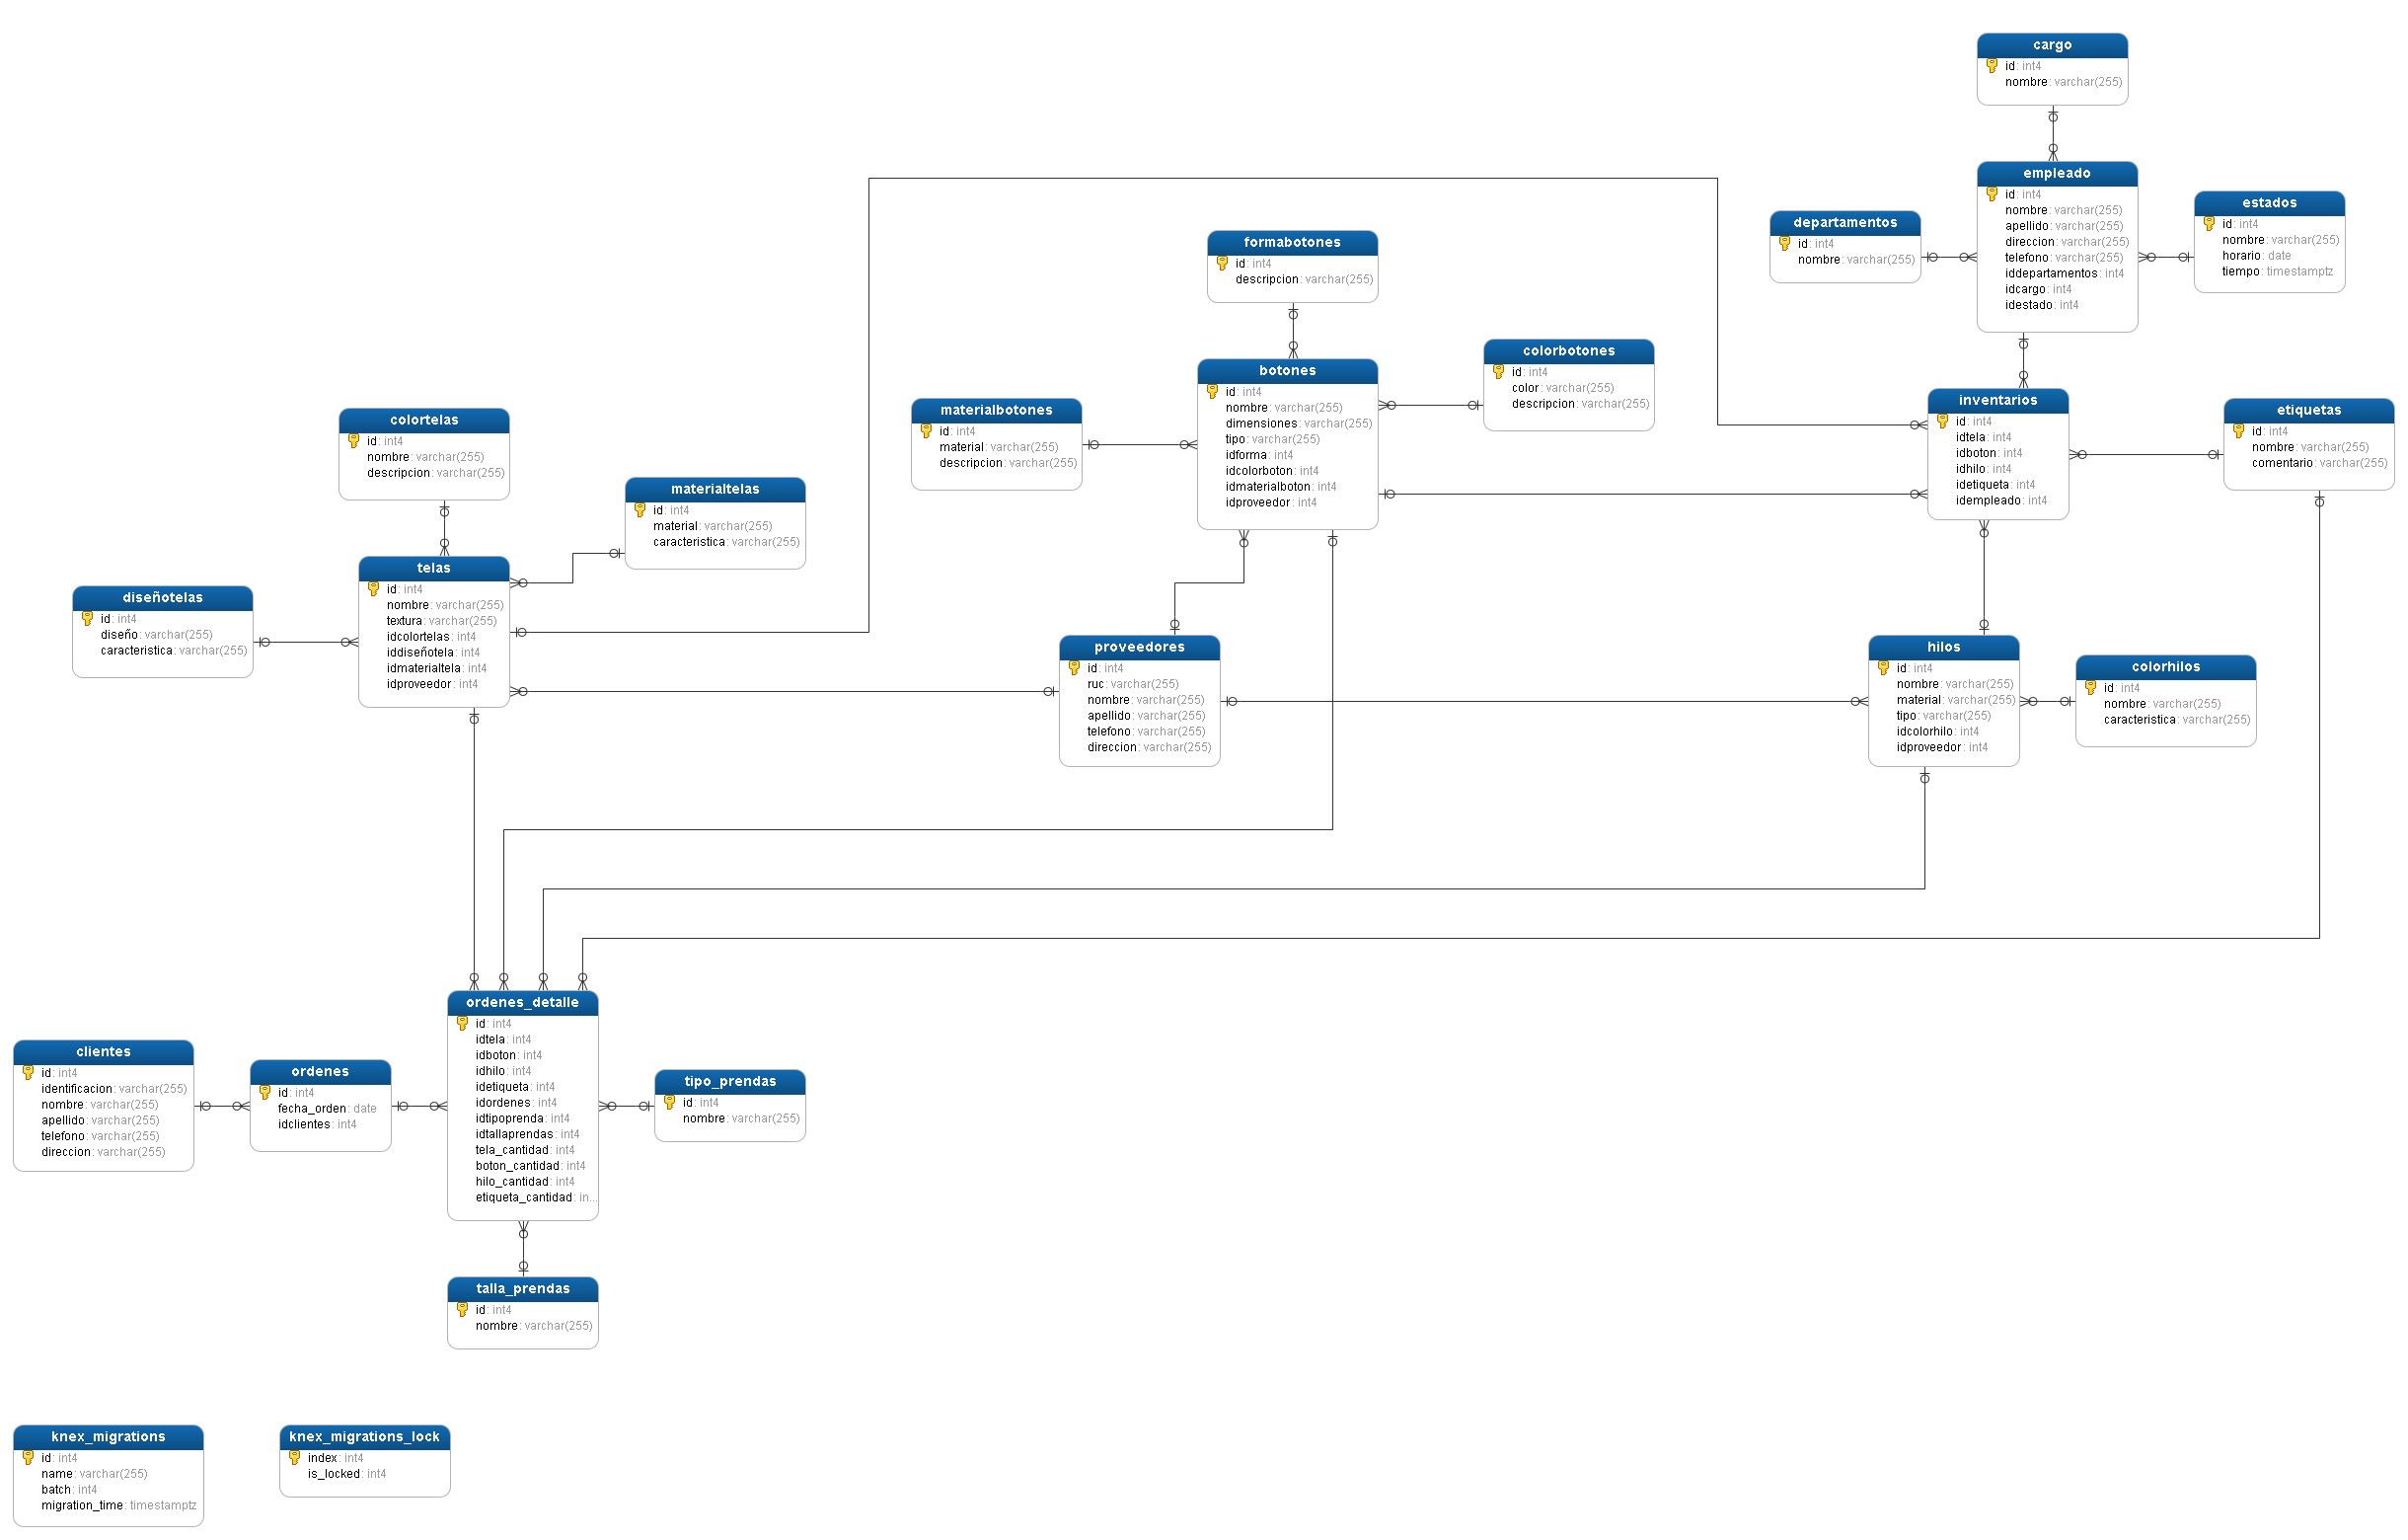 cargo
id: int4
nombre: varchar(255)
empleado
id: int4
nombre: varchar(255)
apellido: varchar(255)
direccion: varchar(255)
telefono: varchar(255)
iddepartamentos: int4
idcargo: int4
idestado: int4
estados
id: int4
nombre: varchar(255)
horario: date
tiempo: timestamptz
departamentos
id: int4
nombre: varchar(255)
formabotones
id: int4
descripcion: varchar(255)
colorbotones
id: int4
color: varchar(255)
descripcion: varchar(255)
botones
id: int4
nombre: varchar(255)
dimensiones: varchar(255)
tipo: varchar(255)
idforma: int4
idcolorboton: int4
idmaterialboton: int4
idproveedor: int4
materialbotones
id: int4
material: varchar(255)
descripcion: varchar(255)
inventarios
id: int4
idtela: int4
idboton: int4
idhilo: int4
idetiqueta: int4
idempleado: int4
etiquetas
id: int4
nombre: varchar(255)
comentario: varchar(255)
colortelas
id: int4
nombre: varchar(255)
descripcion: varchar(255)
materialtelas
id: int4
material: varchar(255)
caracteristica: varchar(255)
telas
id: int4
nombre: varchar(255)
textura: varchar(255)
idcolortelas: int4
iddiseñotela: int4
idmaterialtela: int4
idproveedor: int4
diseñotelas
id: int4
diseño: varchar(255)
caracteristica: varchar(255)
proveedores
id: int4
ruc: varchar(255)
nombre: varchar(255)
apellido: varchar(255)
telefono: varchar(255)
direccion: varchar(255)
hilos
id: int4
nombre: varchar(255)
material: varchar(255)
tipo: varchar(255)
idcolorhilo: int4
idproveedor: int4
colorhilos
id: int4
nombre: varchar(255)
caracteristica: varchar(255)
ordenes_detalle
id: int4
idtela: int4
idboton: int4
idhilo: int4
idetiqueta: int4
idordenes: int4
idtipoprenda: int4
idtallaprendas: int4
tela_cantidad: int4
boton_cantidad: int4
hilo_cantidad: int4
etiqueta_cantidad: in...
clientes
id: int4
identificacion: varchar(255)
nombre: varchar(255)
apellido: varchar(255)
telefono: varchar(255)
direccion: varchar(255)
ordenes
id: int4
fecha_orden: date
idclientes: int4
tipo_prendas
id: int4
nombre: varchar(255)
talla_prendas
id: int4
nombre: varchar(255)
knex_migrations
id: int4
name: varchar(255)
batch: int4
migration_time: timestamptz
knex_migrations_lock
index: int4
is_locked: int4